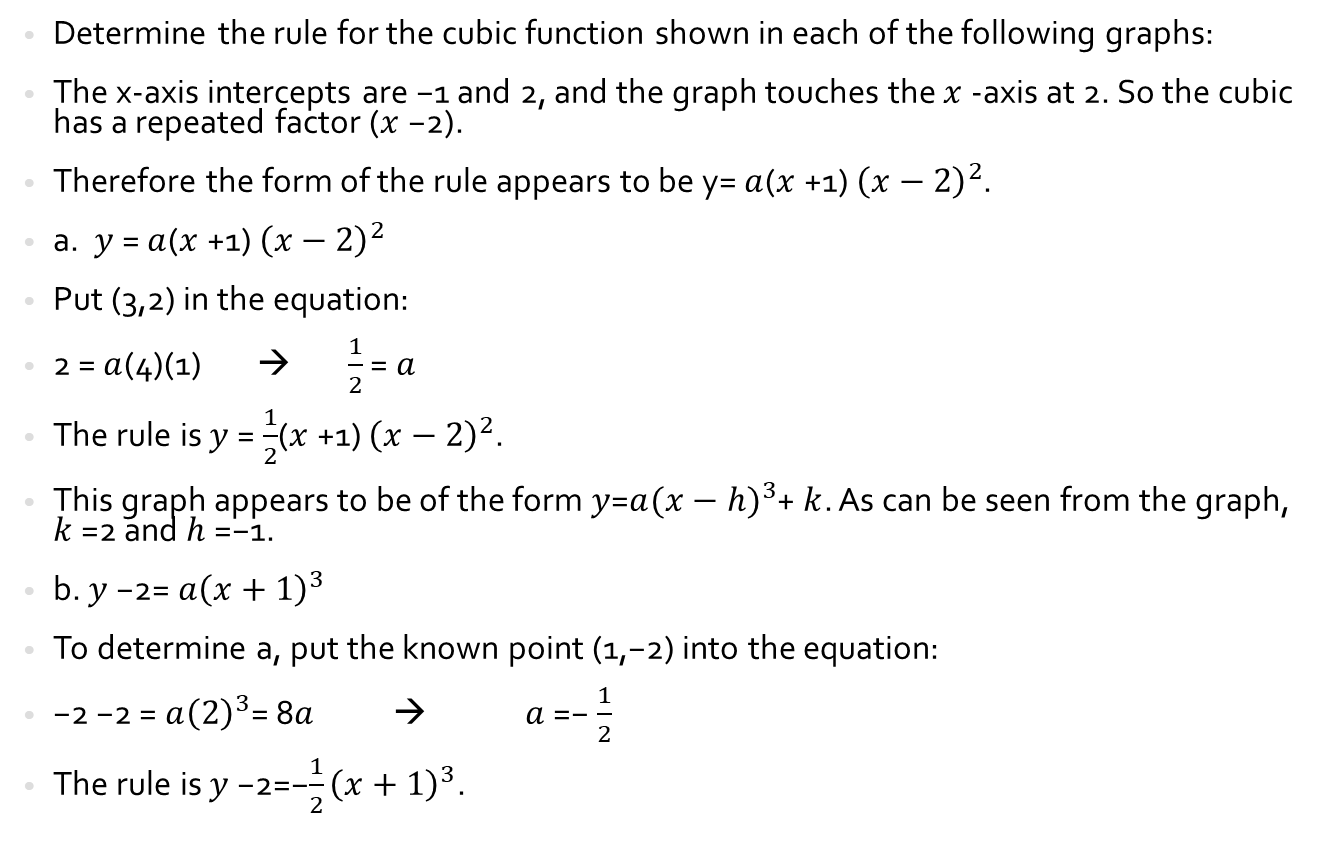 • Determine the rule for the cubic function shown in each of the following graphs:
• The x-axis intercepts are −1 and 2, and the graph touches the 𝑥 -axis at 2. So the cubic
has a repeated factor (𝑥 −2).
• Therefore the form of the rule appears to be y= 𝑎(𝑥 +1) (𝑥 − 2)².
• a. 𝑦 = 𝑎(𝑥 +1) (𝑥 − 2)²
• Put (3,2) in the equation:
• 2 = 𝑎(4)(1) → 1/2 = 𝑎
• The rule is 𝑦 = 1/2(𝑥 +1) (𝑥 − 2)².
• This graph appears to be of the form 𝑦=𝑎(𝑥 − ℎ)³+ 𝑘. As can be seen from the graph,
𝑘 =2 and ℎ =−1.
• b. 𝑦 −2= 𝑎(𝑥 + 1)³
• To determine a, put the known point (1,−2) into the equation:
• −2 −2 = 𝑎(2)³= 8𝑎 → 𝑎 =− 1/2
• The rule is 𝑦 −2=−1/2 (𝑥 + 1)³.